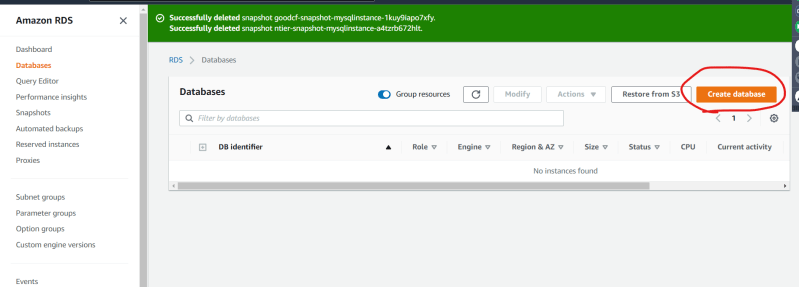 Amazon RDS
Successfully deleted snapshot goodcf-snapshot-mysqlinstance-1kuy9iapo7xfy.
Successfully deleted snapshot ntier-snapshot-mysqlinstance-a4tzrb672hlt.
Dashboard
Databases
Query Editor
Performance insights
Snapshots
Automated backups
Reserved instances
Proxies
Subnet groups
Parameter groups
Option groups
Custom engine versions
Events
RDS > Databases
Databases
Group resources
Modify
Actions
Restore from S3
Create database
Filter by databases
1
DB identifier Role Engine Region & AZ Size Status CPU Current activity
No instances found